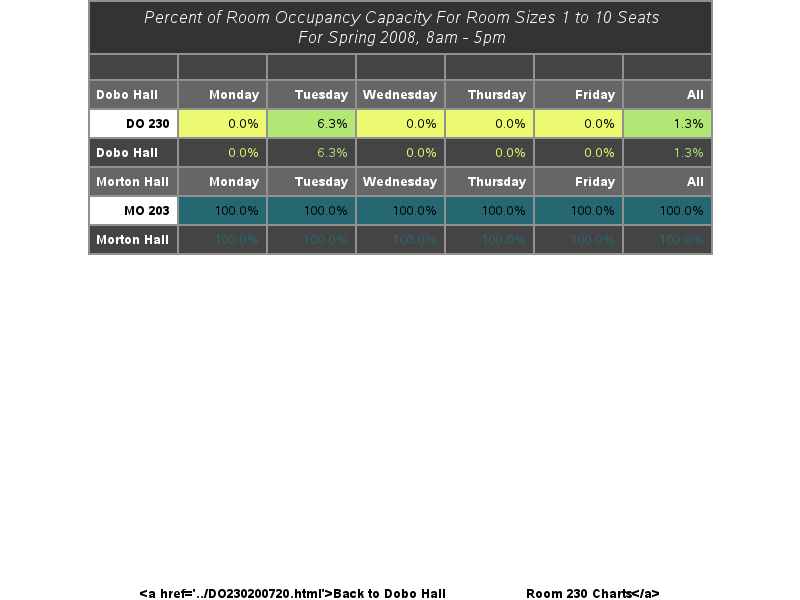 Percent of Room Occupancy Capacity For Room Sizes 1 to 10 Seats
For Spring 2008, 8am - 5pm
Dobo Hall Monday Tuesday Wednesday Thursday Friday All
DO 230 0.0% 6.3% 0.0% 0.0% 0.0% 1.3%
Dobo Hall 0.0% 6.3% 0.0% 0.0% 0.0% 1.3%
Morton Hall Monday Tuesday Wednesday Thursday Friday All
MO 203 100.0% 100.0% 100.0% 100.0% 100.0% 100.0%
Morton Hall 100.0% 100.0% 100.0% 100.0% 100.0% 100.0%
<a href='../DO230200720.html'>Back to Dobo Hall Room 230 Charts</a>